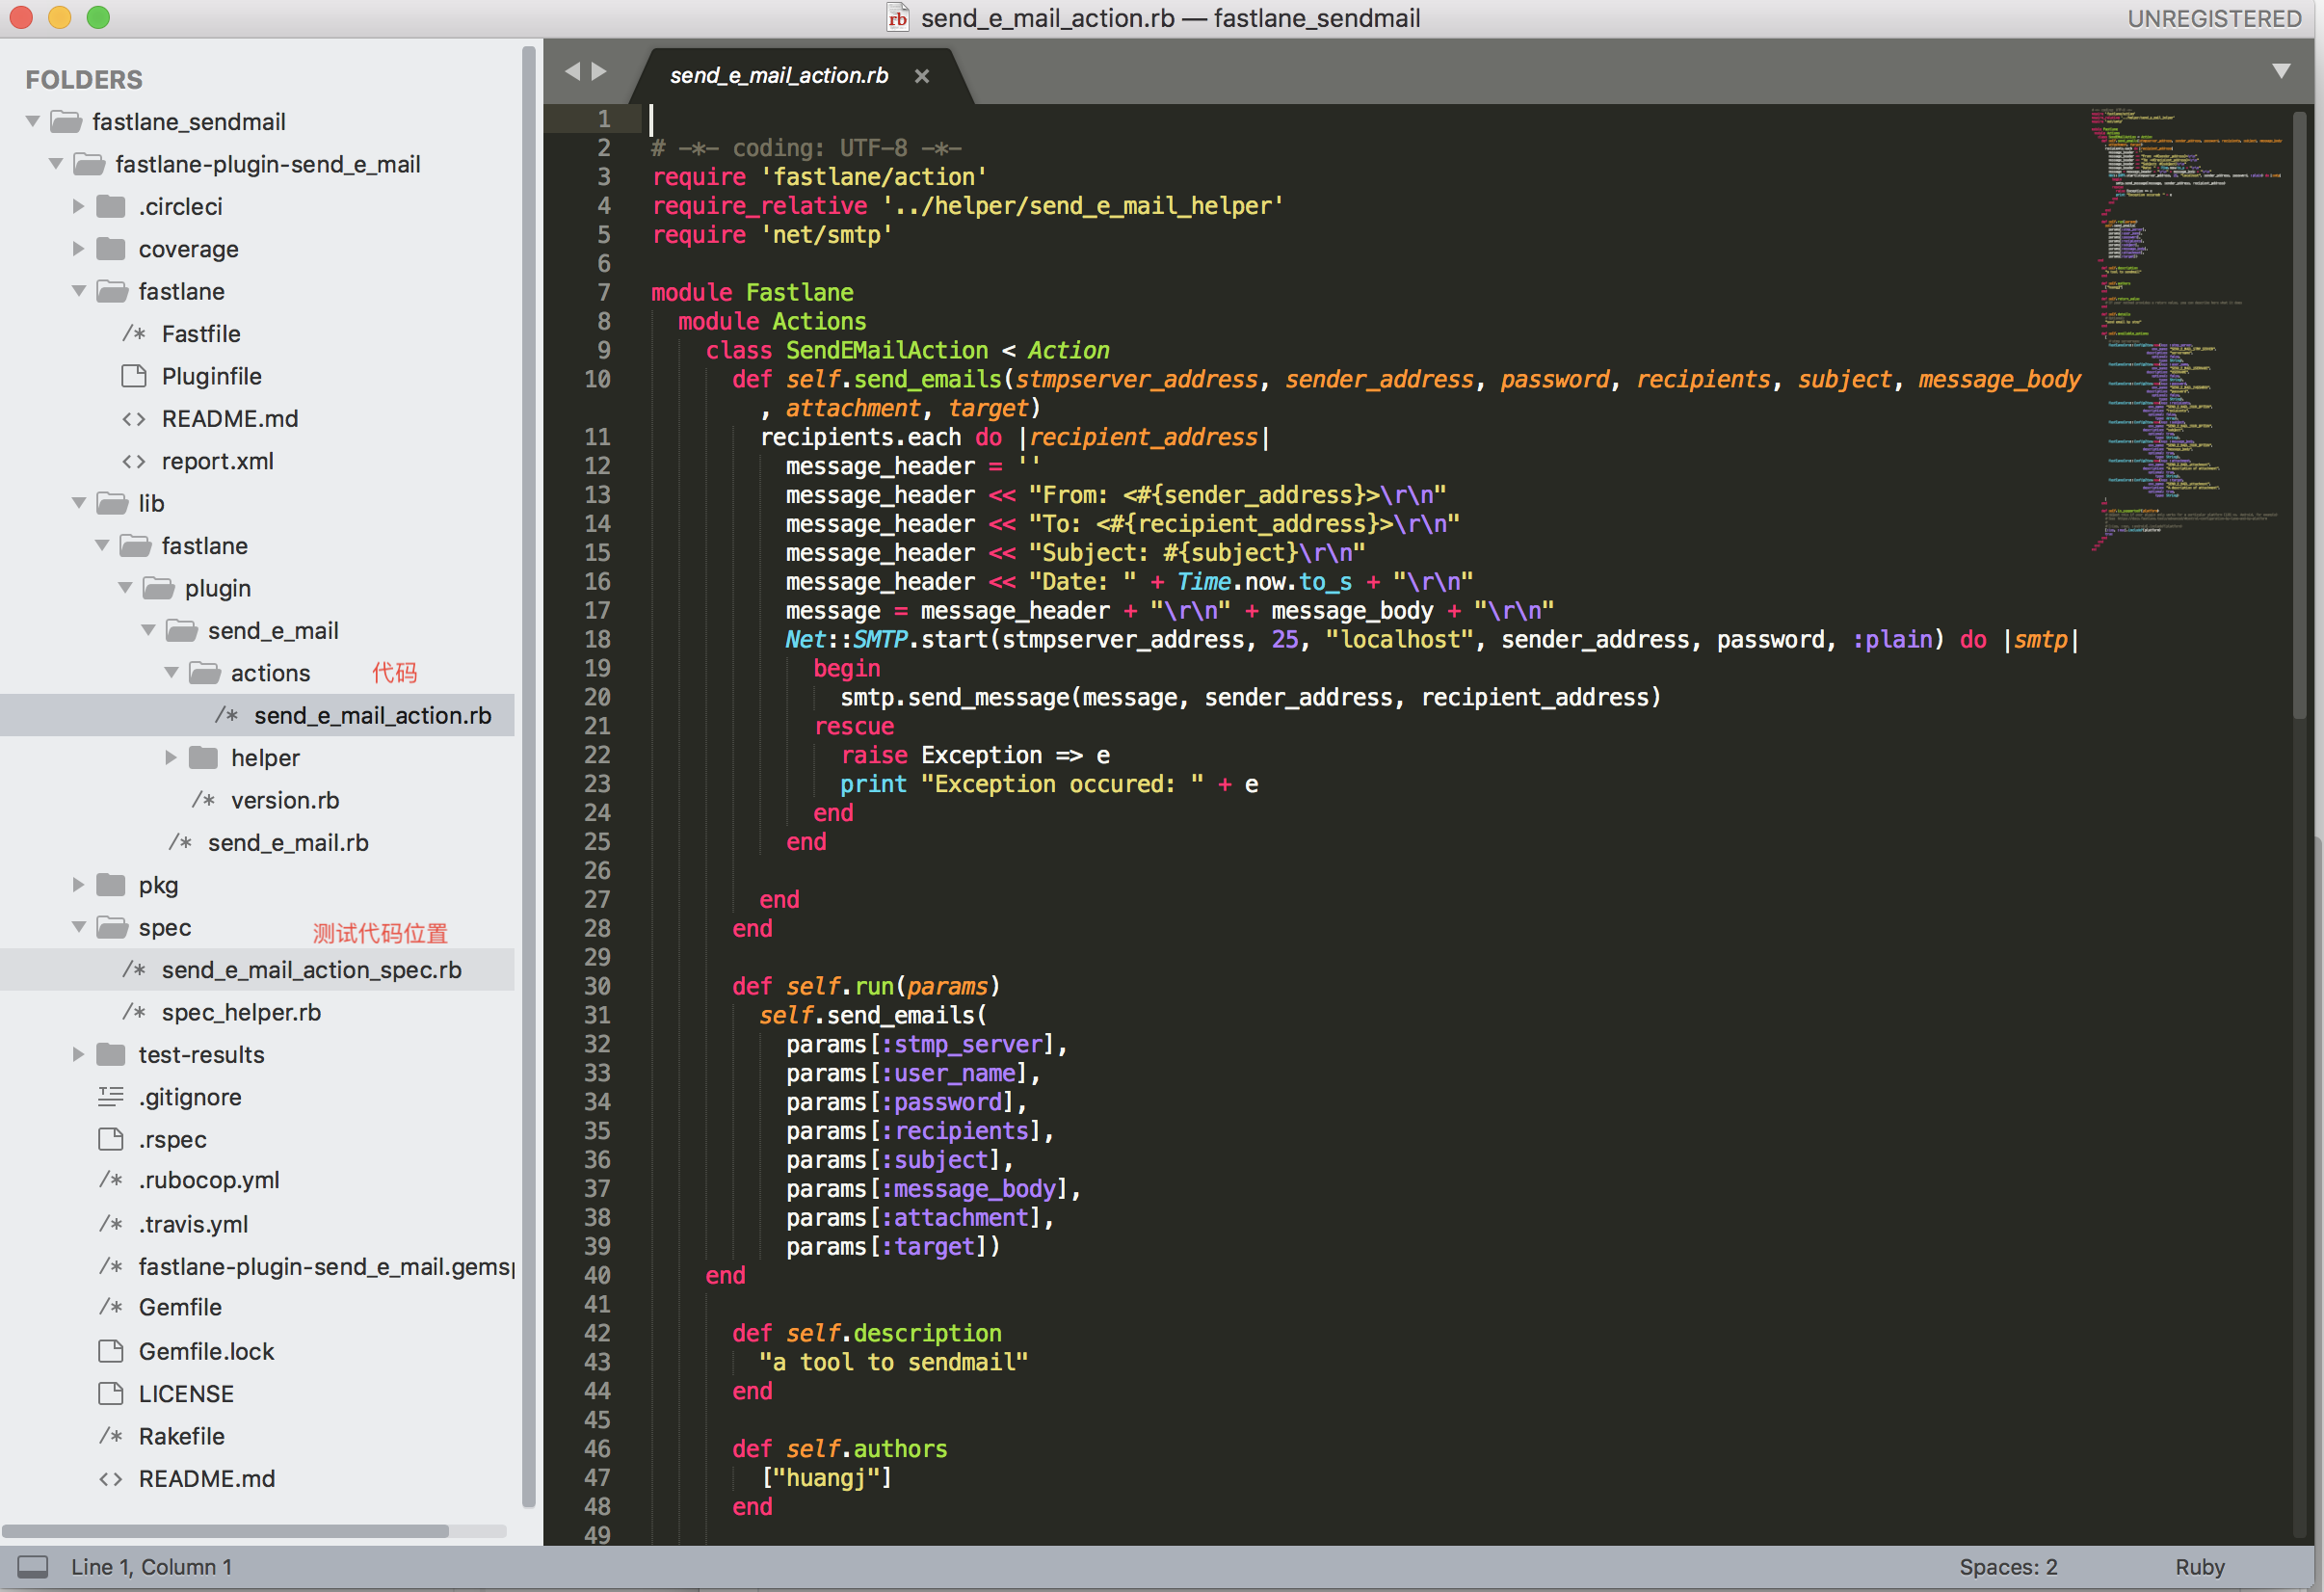 send_e_mail_action.rb — fastlane_sendmail
UNREGISTERED
FOLDERS
fastlane_sendmail
fastlane-plugin-send_e_mail
.circleci
coverage
fastlane
/* Fastfile
Pluginfile
<> README.md
<> report.xml
lib
fastlane
plugin
send_e_mail
actions 代码
/* send_e_mail_action.rb
helper
/* version.rb
/* send_e_mail.rb
pkg
spec 测试代码位置
/* send_e_mail_action_spec.rb
/* spec_helper.rb
test-results
.gitignore
.rspec
/* .rubocop.yml
/* .travis.yml
/* fastlane-plugin-send_e_mail.gemsp
/* Gemfile
Gemfile.lock
LICENSE
/* Rakefile
<> README.md
send_e_mail_action.rb ×
1
2 # -*- coding: UTF-8 -*-
3 require 'fastlane/action'
4 require_relative '../helper/send_e_mail_helper'
5 require 'net/smtp'
6
7 module Fastlane
8 module Actions
9 class SendEMailAction < Action
10 def self.send_emails(stmpserver_address, sender_address, password, recipients, subject, message_body
, attachment, target)
11 recipients.each do |recipient_address|
12 message_header = ''
13 message_header << "From: <#{sender_address}>\r\n"
14 message_header << "To: <#{recipient_address}>\r\n"
15 message_header << "Subject: #{subject}\r\n"
16 message_header << "Date: " + Time.now.to_s + "\r\n"
17 message = message_header + "\r\n" + message_body + "\r\n"
18 Net::SMTP.start(stmpserver_address, 25, "localhost", sender_address, password, :plain) do |smtp|
19 begin
20 smtp.send_message(message, sender_address, recipient_address)
21 rescue
22 raise Exception => e
23 print "Exception occured: " + e
24 end
25 end
26
27 end
28 end
29
30 def self.run(params)
31 self.send_emails(
32 params[:stmp_server],
33 params[:user_name],
34 params[:password],
35 params[:recipients],
36 params[:subject],
37 params[:message_body],
38 params[:attachment],
39 params[:target])
40 end
41
42 def self.description
43 "a tool to sendmail"
44 end
45
46 def self.authors
47 ["huangj"]
48 end
49
Line 1, Column 1
Spaces: 2
Ruby